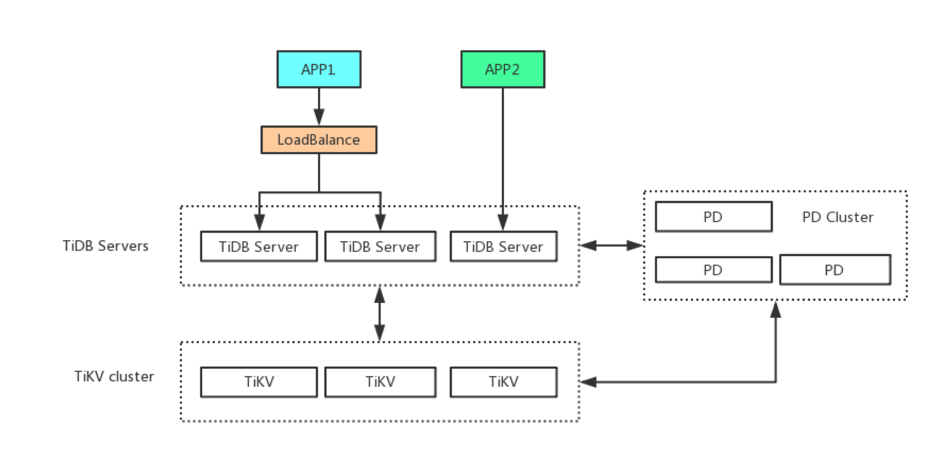 APP1
APP2
LoadBalance
TiDB Servers
TiDB Server
TiDB Server
TiDB Server
PD
PD Cluster
PD
PD
TiKV cluster
TiKV
TiKV
TiKV